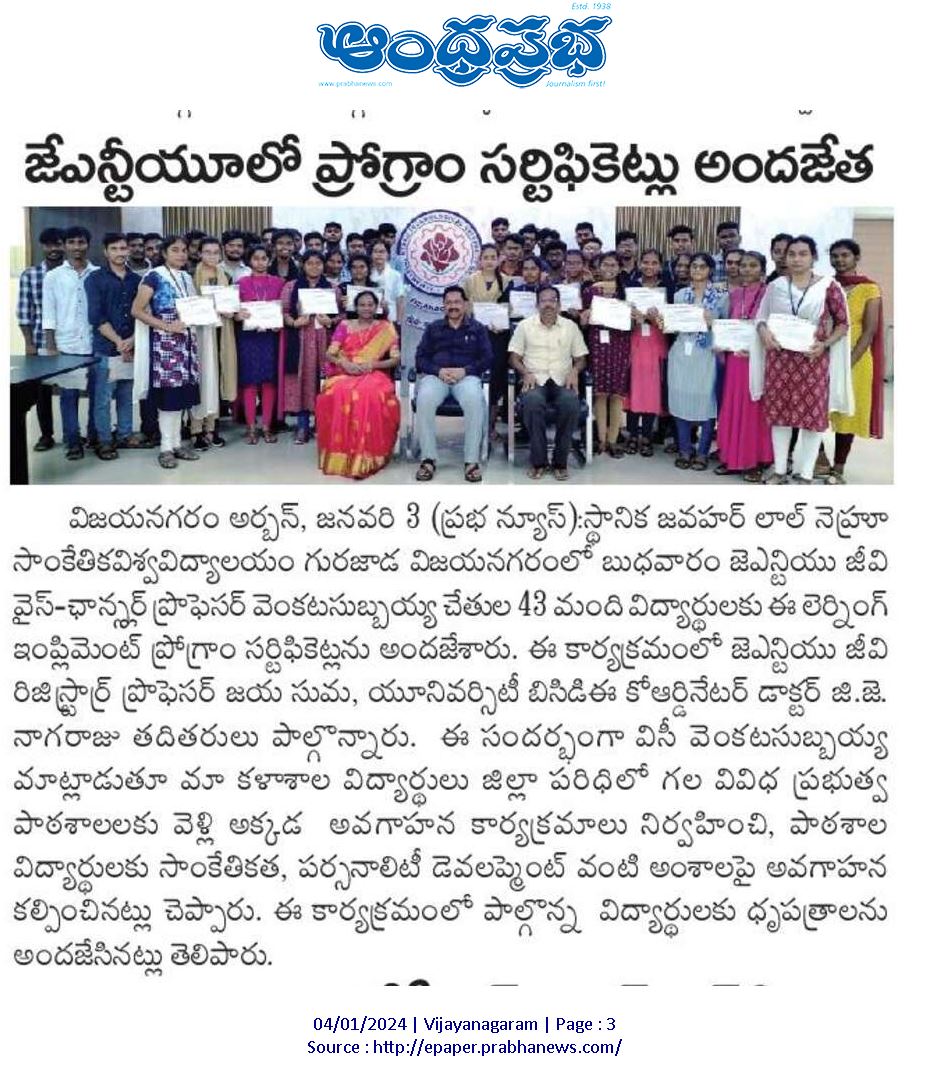 Estd. 1938
ఆంధ్రప్రభ
www.prabhanews.com
Journalism first!
జేఎన్టీయూలో ప్రోగ్రాం సర్టిఫికెట్లు అందజేత
విజయనగరం అర్బన్, జనవరి 3 (ప్రభ న్యూస్):స్థానిక జవహర్ లాల్ నెహ్రూ
సాంకేతికవిశ్వవిద్యాలయం గురజాడ విజయనగరంలో బుధవారం జెఎన్టియు జీవి
వైస్-ఛాన్సలర్ ప్రొఫెసర్ వెంకటసుబ్బయ్య చేతుల 43 మంది విద్యార్థులకు ఈ లెర్నింగ్
ఇంప్లిమెంట్ ప్రోగ్రాం సర్టిఫికెట్లను అందజేశారు. ఈ కార్యక్రమంలో జెఎన్టియు జీవి
రిజిస్ట్రార్ర్ ప్రొఫెసర్ జయ సుమ, యూనివర్సిటీ బిసిడిఈ కోఆర్డినేటర్ డాక్టర్ జి.జె.
నాగరాజు తదితరులు పాల్గొన్నారు. ఈ సందర్భంగా విసీ వెంకటసుబ్బయ్య
మాట్లాడుతూ మా కళాశాల విద్యార్థులు జిల్లా పరిధిలో గల వివిధ ప్రభుత్వ
పాఠశాలలకు వెళ్లి అక్కడ అవగాహన కార్యక్రమాలు నిర్వహించి, పాఠశాల
విద్యార్థులకు సాంకేతికత, పర్సనాలిటీ డెవలప్మెంట్ వంటి అంశాలపై అవగాహన
కల్పించినట్లు చెప్పారు. ఈ కార్యక్రమంలో పాల్గొన్న విద్యార్థులకు ధృపత్రాలను
అందజేసినట్లు తెలిపారు.
04/01/2024 | Vijayanagaram | Page : 3
Source : http://epaper.prabhanews.com/